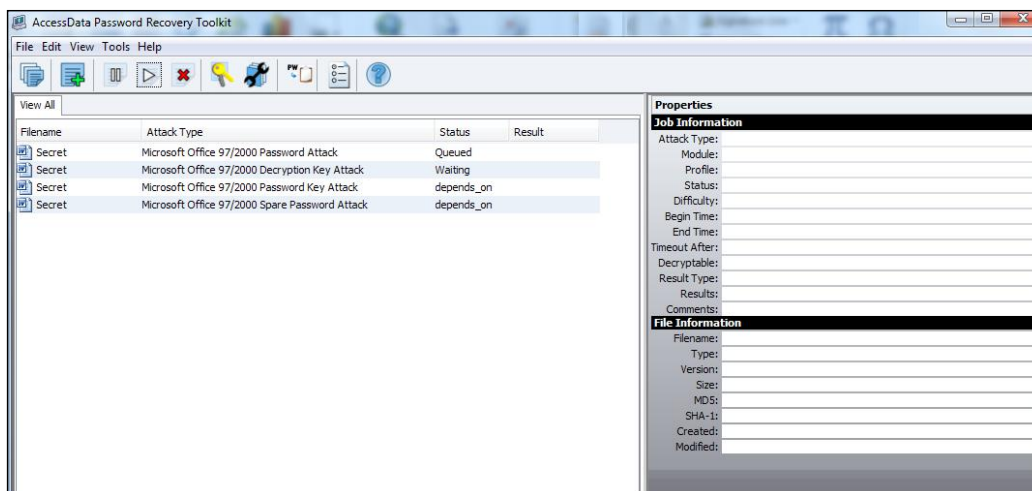 AccessData Password Recovery Toolkit
File Edit View Tools Help
View All
Filename Attack Type Status Result
Secret Microsoft Office 97/2000 Password Attack Queued
Secret Microsoft Office 97/2000 Decryption Key Attack Waiting
Secret Microsoft Office 97/2000 Password Key Attack depends_on
Secret Microsoft Office 97/2000 Spare Password Attack depends_on
Properties
Job Information
Attack Type:
Module:
Profile:
Status:
Difficulty:
Begin Time:
End Time:
Timeout After:
Decryptable:
Result Type:
Results:
Comments:
File Information
Filename:
Type:
Version:
Size:
MD5:
SHA-1:
Created:
Modified: